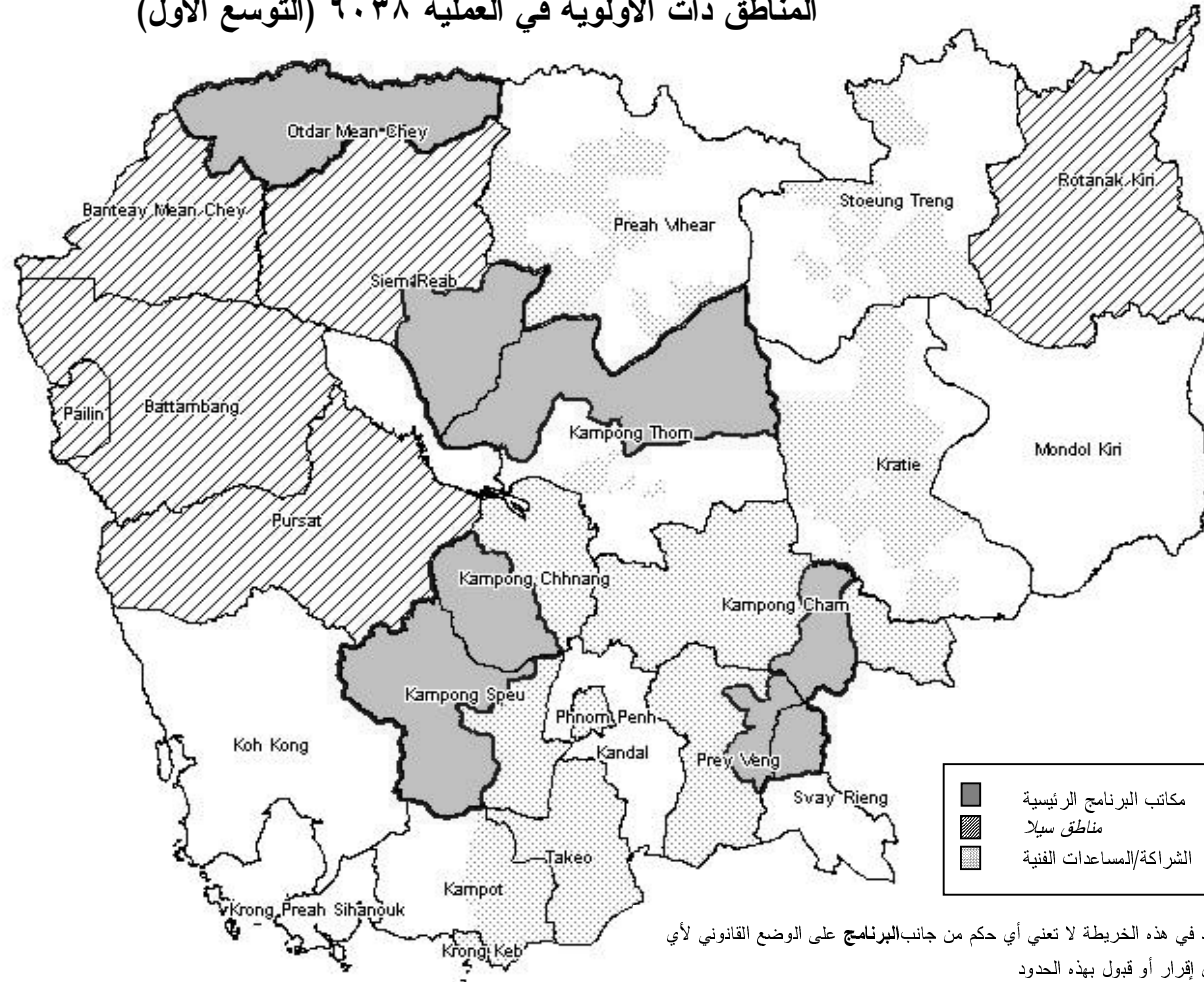 المناطق ذات الأولوية في العملية ٦٠٣٨ (التوسع الأول)
Otdar Mean Chey
Banteay Mean Chey
Rotanak Kiri
Stoeung Treng
Preah Vihear
Siem Reab
Pailin
Battambang
Kampong Thom
Kratie
Mondol Kiri
Pursat
Kampong Chhnang
Kampong Cham
Kampong Speu
Phnom Penh
Koh Kong
Kandal
Prey Veng
Svay Rieng
Takeo
Kampot
Krong Preah Sihanouk
Krong Keb
مكاتب البرنامج الرئيسية
مناطق سيلا
الشراكة/المساعدات الفنية
في هذه الخريطة لا تعني أي حكم من جانب البرنامج على الوضع القانوني لأي
إقرار أو قبول بهذه الحدود